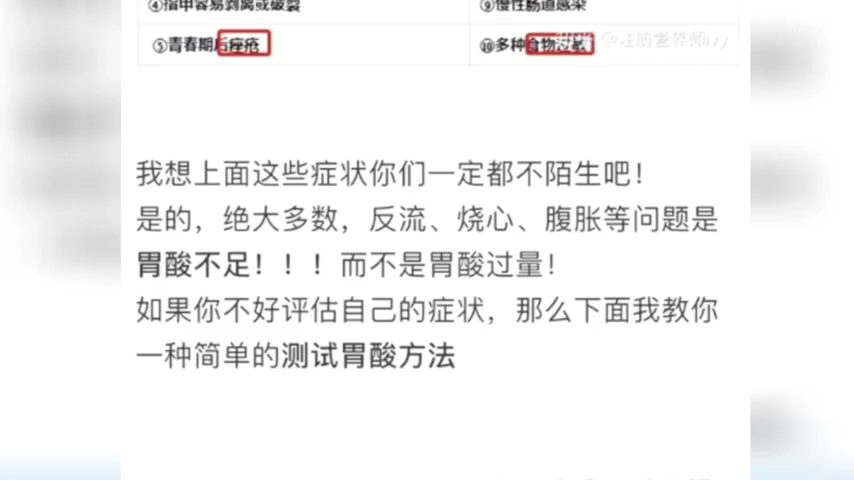 ④指甲容易剥离或破裂
⑨慢性肠道感染
⑤青春期后痤疮
⑩多种食物过敏
我想上面这些症状你们一定都不陌生吧！
是的，绝大多数，反流、烧心、腹胀等问题是
胃酸不足！！！而不是胃酸过量！
如果你不好评估自己的症状，那么下面我教你
一种简单的测试胃酸方法